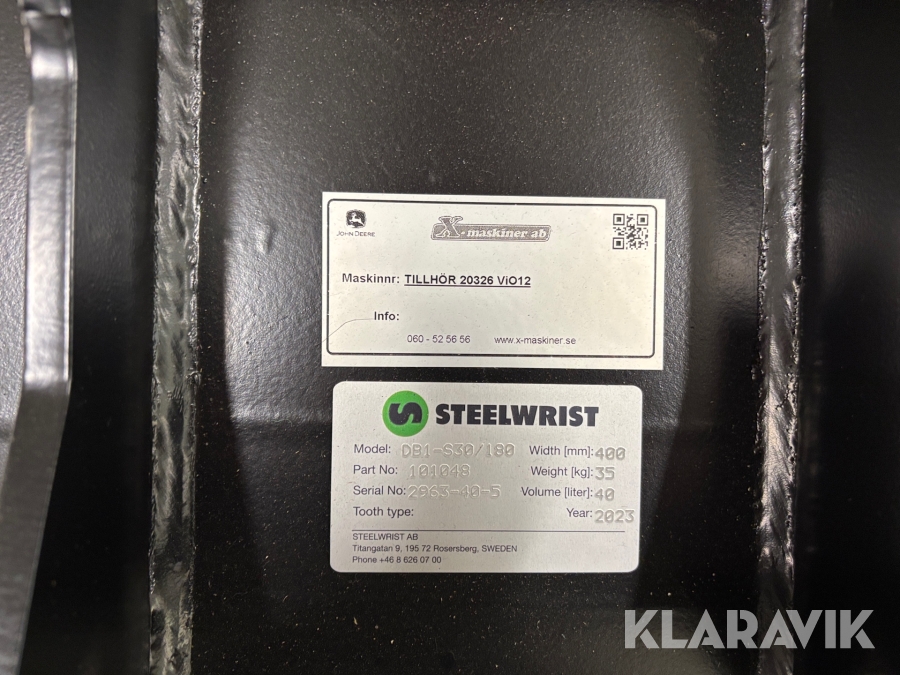 JOHN DEERE
X-maskiner ab
Maskinnr: TILLHÖR 20326 ViO12
Info:
060 - 52 56 56 www.x-maskiner.se
STEELWRIST
Model: DB1-S30/180 Width [mm]: 400
Part No: 101048 Weight [kg]: 35
Serial No: 2963-40-5 Volume [liter]: 40
Tooth type: Year: 2023
STEELWRIST AB
Titangatan 9, 195 72 Rosersberg, SWEDEN
Phone +46 8 626 07 00
KLARAVIK